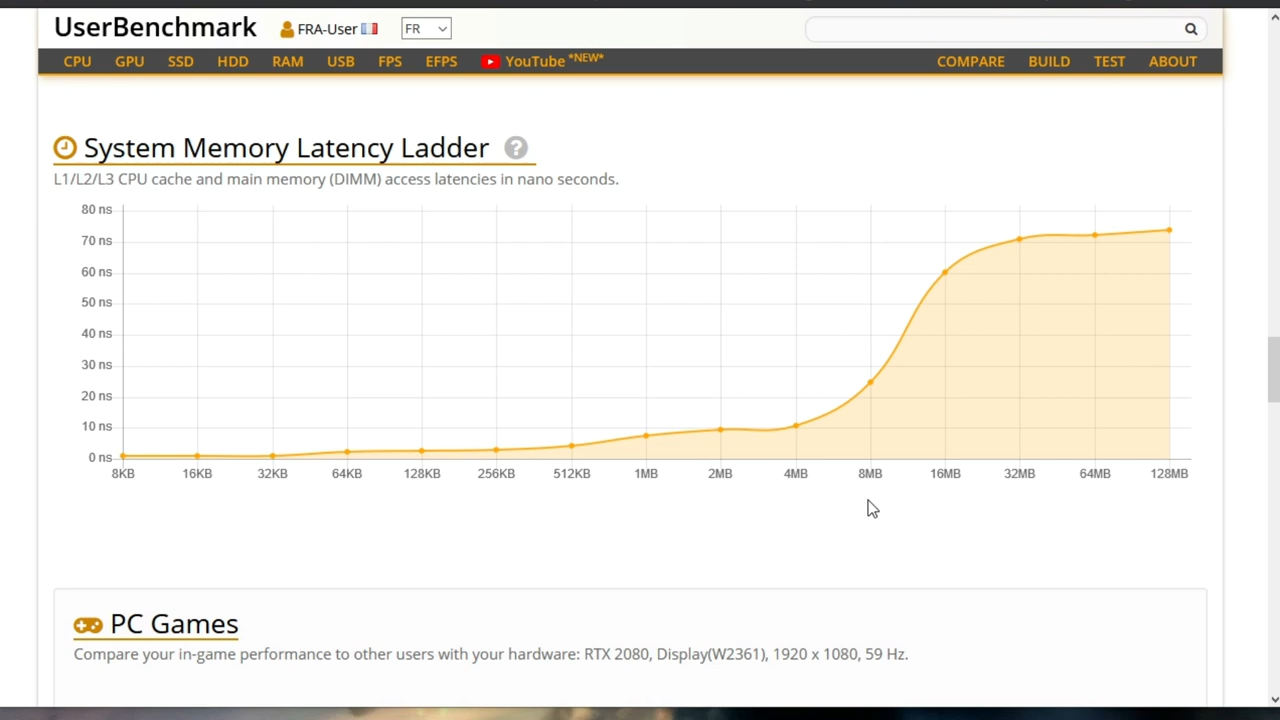 UserBenchmark FRA-User FR
CPU GPU SSD HDD RAM USB FPS EFPS YouTube *NEW* COMPARE BUILD TEST ABOUT
System Memory Latency Ladder ?
L1/L2/L3 CPU cache and main memory (DIMM) access latencies in nano seconds.
80 ns
70 ns
60 ns
50 ns
40 ns
30 ns
20 ns
10 ns
0 ns
8KB 16KB 32KB 64KB 128KB 256KB 512KB 1MB 2MB 4MB 8MB 16MB 32MB 64MB 128MB
PC Games
Compare your in-game performance to other users with your hardware: RTX 2080, Display(W2361), 1920 x 1080, 59 Hz.